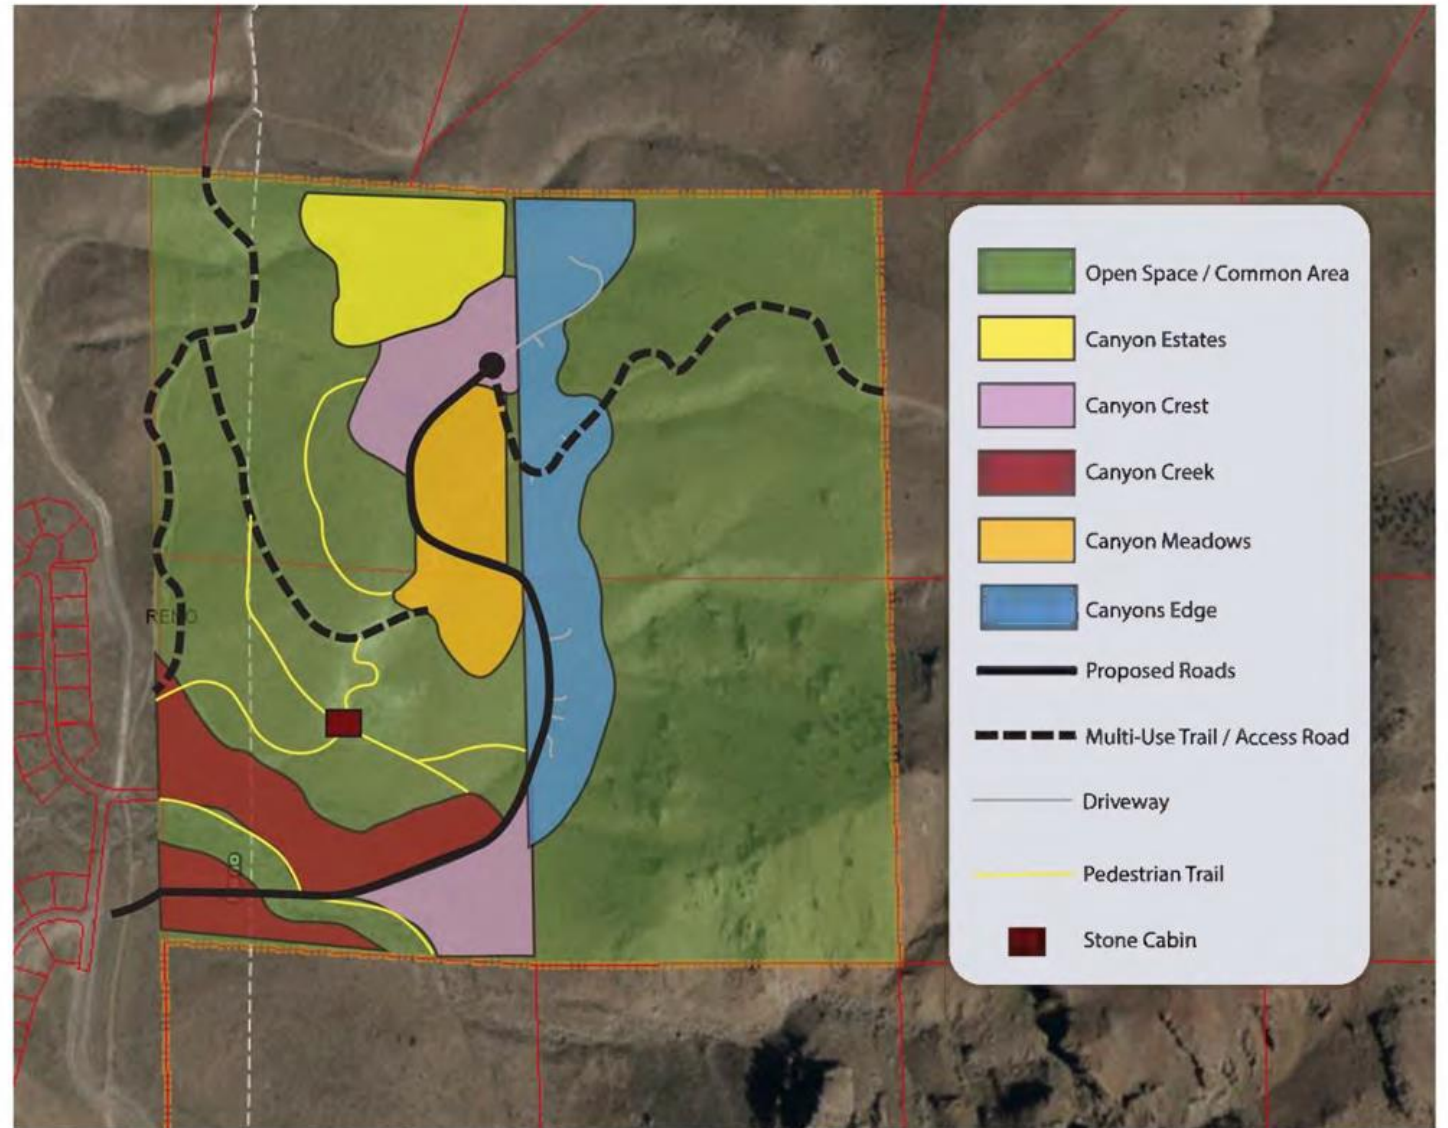 Open Space / Common Area
Canyon Estates
Canyon Crest
Canyon Creek
Canyon Meadows
Canyons Edge
RENO
Proposed Roads
Multi-Use Trail / Access Road
Driveway
Pedestrian Trail
Stone Cabin